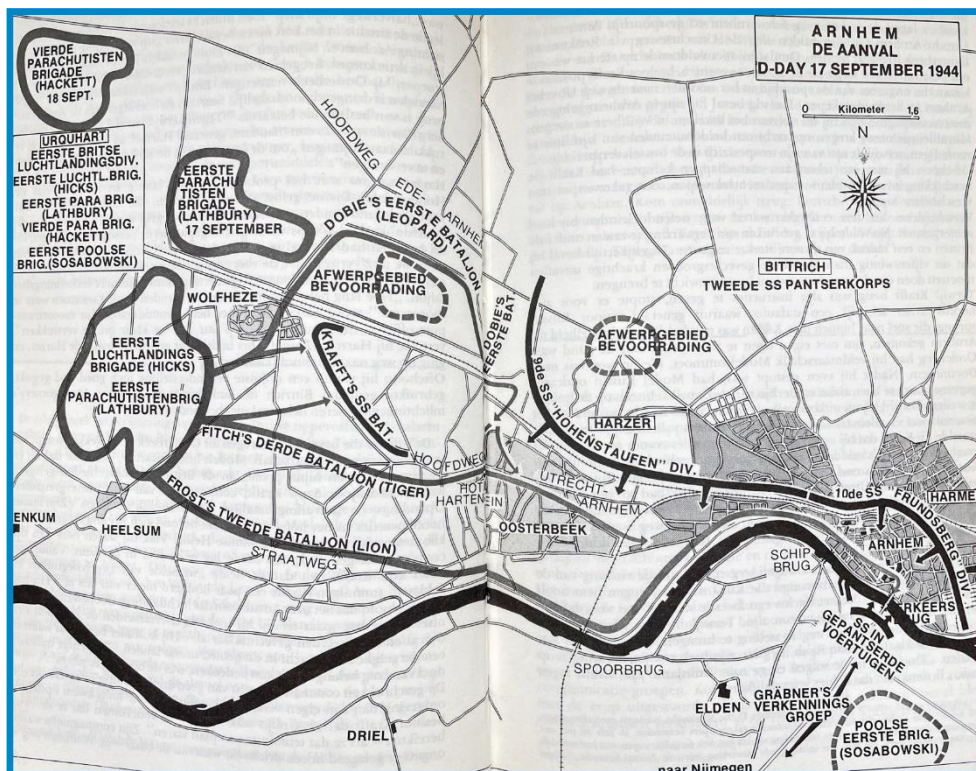 VIERDE
PARACHUTISTEN
BRIGADE
(HACKETT)
18 SEPT.
ARNHEM
DE AANVAL
D-DAY 17 SEPTEMBER 1944
0 Kilometer 1,6
N
URQUHART
EERSTE BRITSE
LUCHTLANDINGSDIV.
EERSTE LUCHTL.BRIG.
(HICKS)
EERSTE PARA BRIG.
(LATHBURY)
VIERDE PARA BRIG.
(HACKETT)
EERSTE POOLSE
BRIG.(SOSABOWSKI)
HOOFDWEG
EDE-
ARNHEM
EERSTE
PARACHU
TISTEN
BRIGADE
(LATHBURY)
17 SEPTEMBER
DOBIE'S EERSTE BATALJON
(LEOPARD)
AFWERPGEBIED
BEVOORRADING
WOLFHEZE
DOBIE'S
EERSTE BAT
BITTRICH
TWEEDE SS PANTSERKORPS
AFWERPGEBIED
BEVOORRADING
EERSTE
LUCHTLANDINGS
BRIGADE (HICKS)
EERSTE
PARACHUTISTENBRIG
(LATHBURY)
KRAFFT'S SS BAT.
9de SS "HOHENSTAUFEN" DIV.
HARZER
FITCH'S DERDE BATALJON (TIGER)
HOOFDWEG
HOT
HARTENSTEIN
UTRECHT-
ARNHEM
10de SS "FRUNDSBERG" DIV.
HARME
ENKUM
HEELSUM
FROST'S TWEEDE BATALJON (LION)
STRAATWEG
OOSTERBEEK
ARNHEM
SCHIP
BRUG
ERKEERS
UG
SS IN
GEPANTSERDE
VOERTUIGEN
SPOORBRUG
ELDEN
GRÄBNER'S
VERKENNINGS
GROEP
POOLSE
EERSTE BRIG.
(SOSABOWSKI)
DRIEL
naar Nijmegen